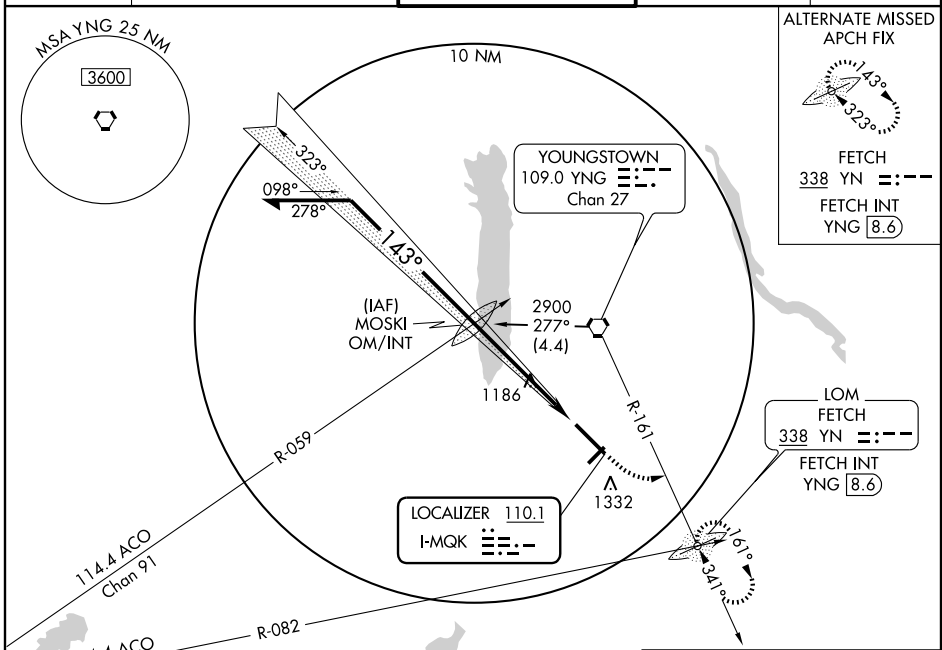 MSA YNG 25 NM
3600
10 NM
ALTERNATE MISSED
APCH FIX
143°
323°
FETCH
338 YN
FETCH INT
YNG 8.6
YOUNGSTOWN
109.0 YNG
Chan 27
323°
098°
278°
143°
(IAF)
MOSKI
OM/INT
2900
277°
(4.4)
1186
R-161
R-059
LOM
FETCH
338 YN
FETCH INT
YNG 8.6
1332
LOCALIZER 110.1
I-MQK
161°
341°
114.4 ACO
Chan 91
R-082
4 ACO